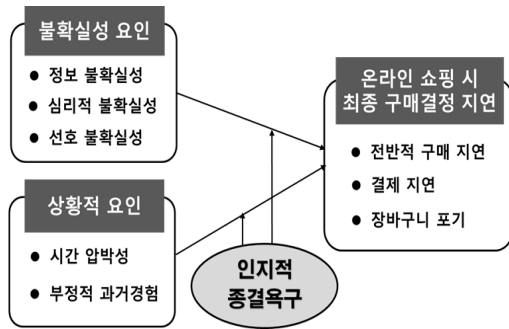 불확실성 요인
● 정보 불확실성
● 심리적 불확실성
● 선호 불확실성
상황적 요인
● 시간 압박성
● 부정적 과거경험
인지적
종결욕구
온라인 쇼핑 시
최종 구매결정 지연
● 전반적 구매 지연
● 결제 지연
● 장바구니 포기